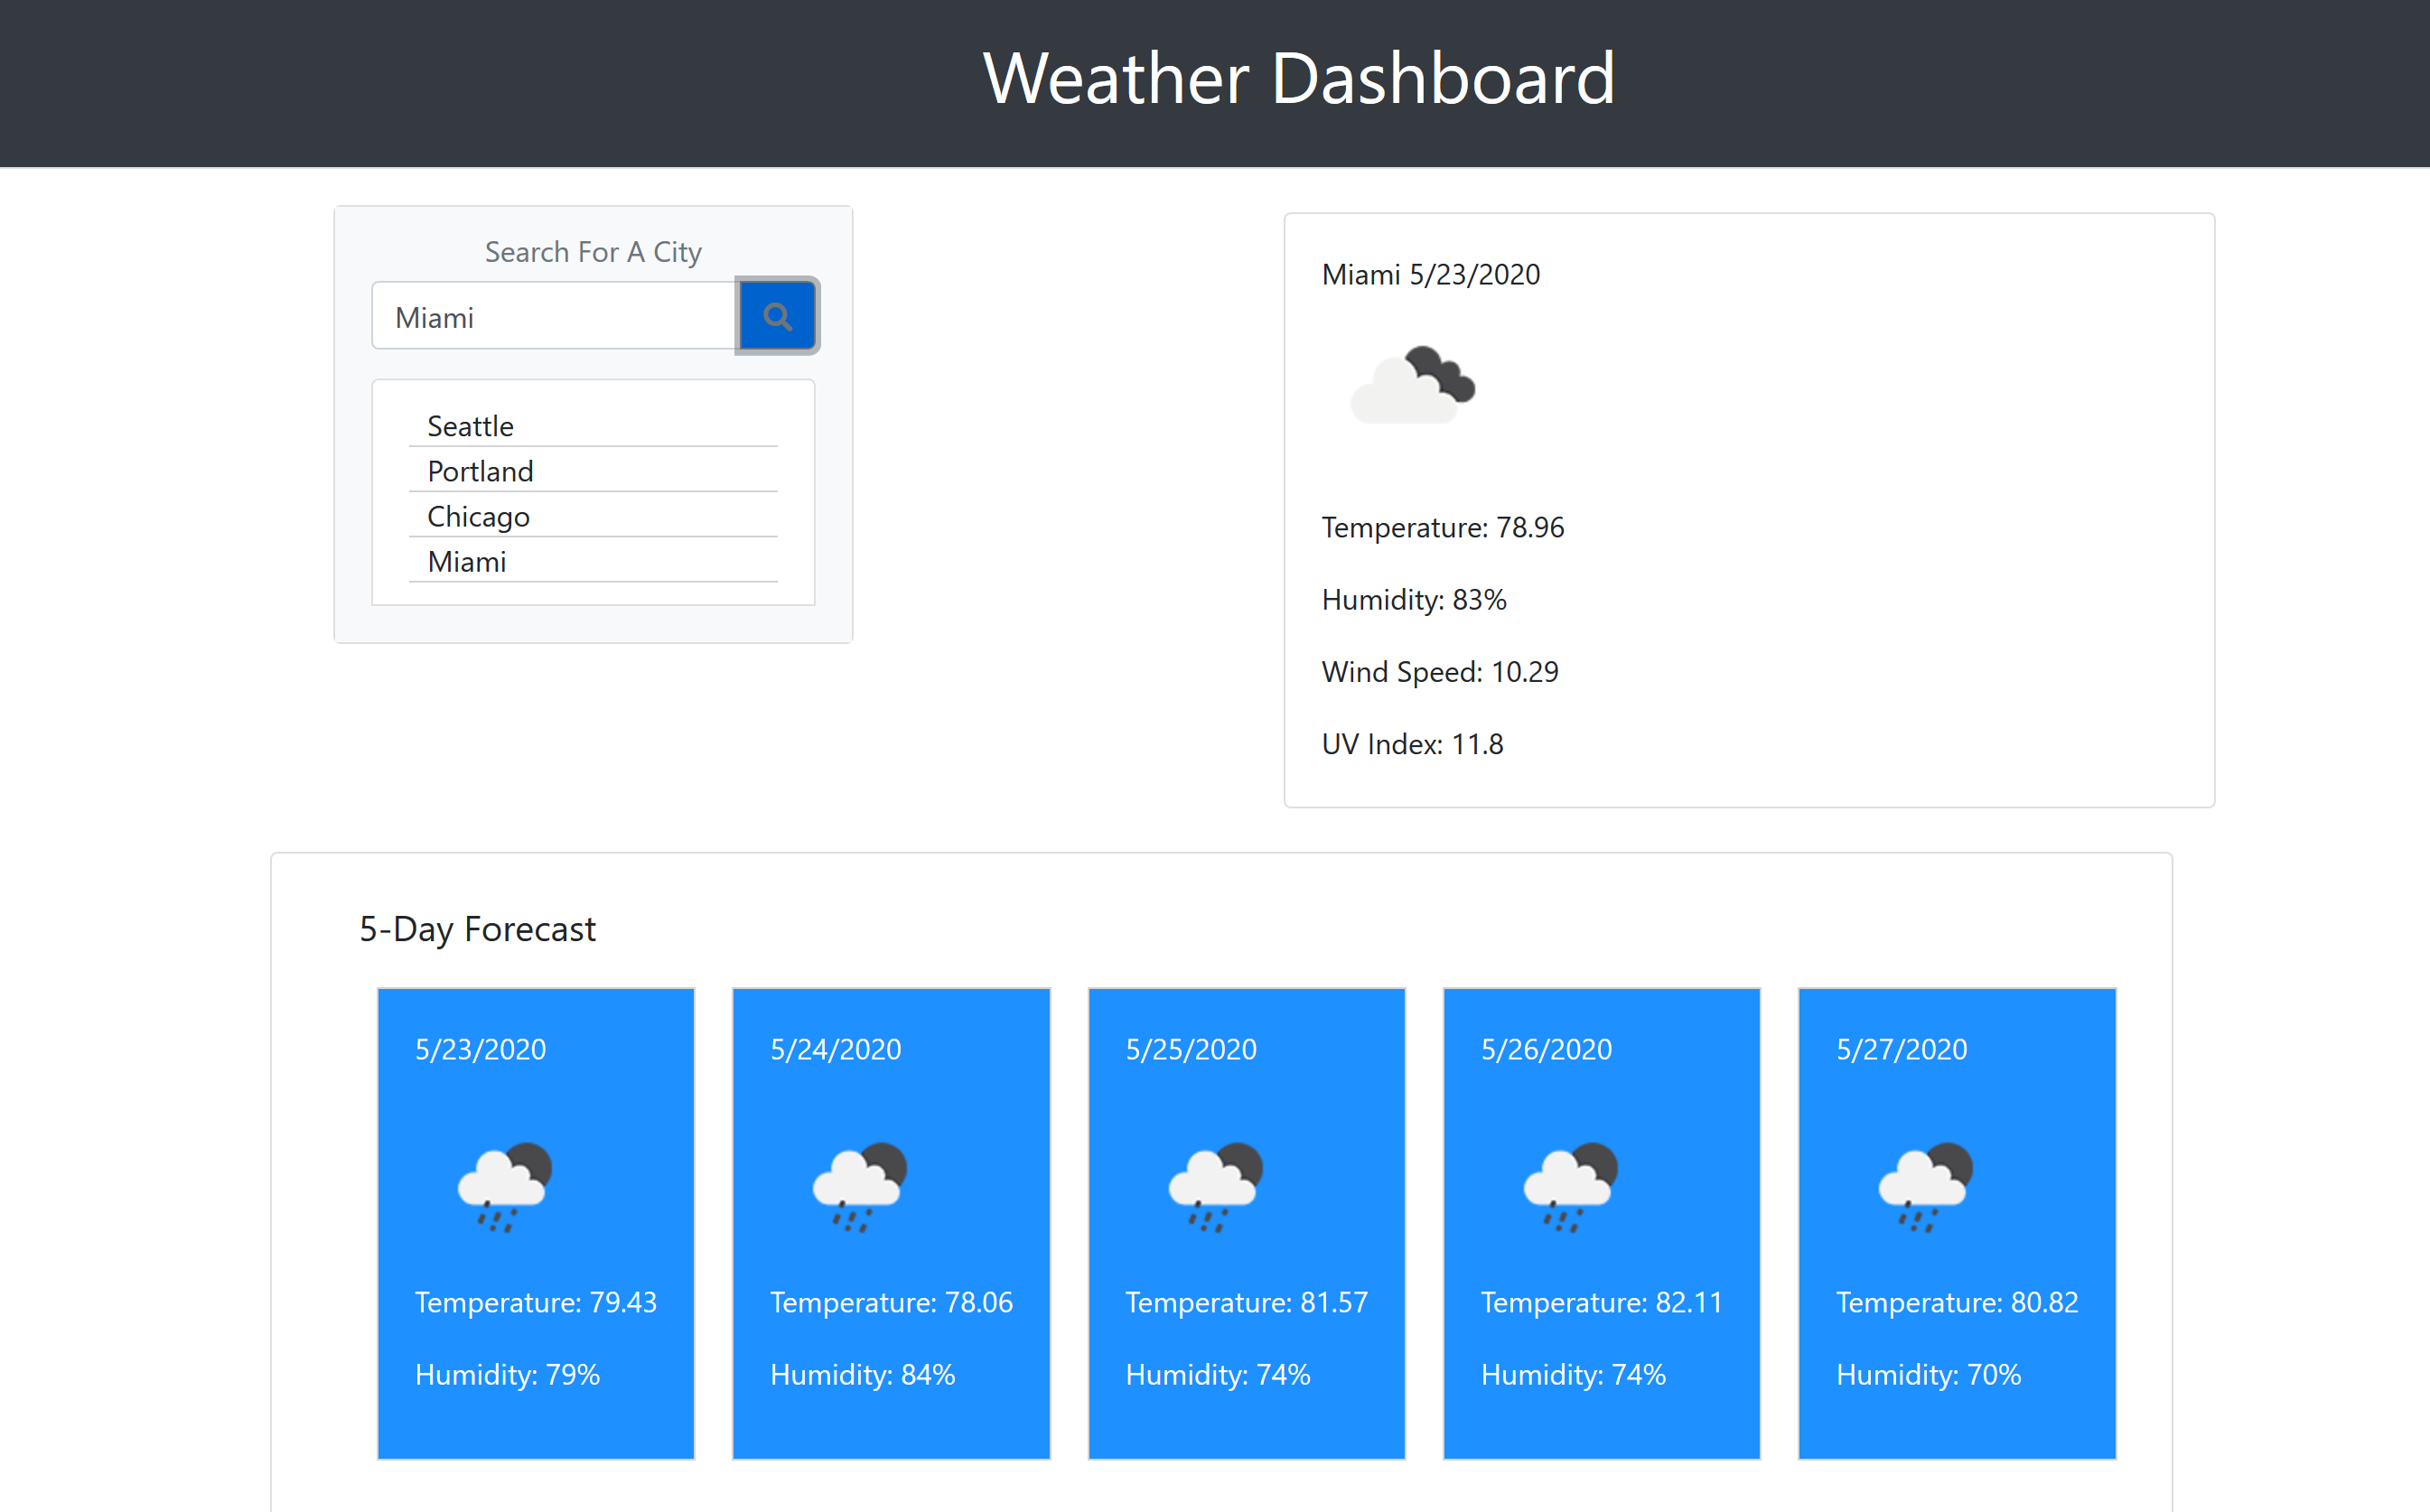 Weather Dashboard
Search For A City
Miami
Seattle
Portland
Chicago
Miami
Miami 5/23/2020
Temperature: 78.96
Humidity: 83%
Wind Speed: 10.29
UV Index: 11.8
5-Day Forecast
5/23/2020
Temperature: 79.43
Humidity: 79%
5/24/2020
Temperature: 78.06
Humidity: 84%
5/25/2020
Temperature: 81.57
Humidity: 74%
5/26/2020
Temperature: 82.11
Humidity: 74%
5/27/2020
Temperature: 80.82
Humidity: 70%